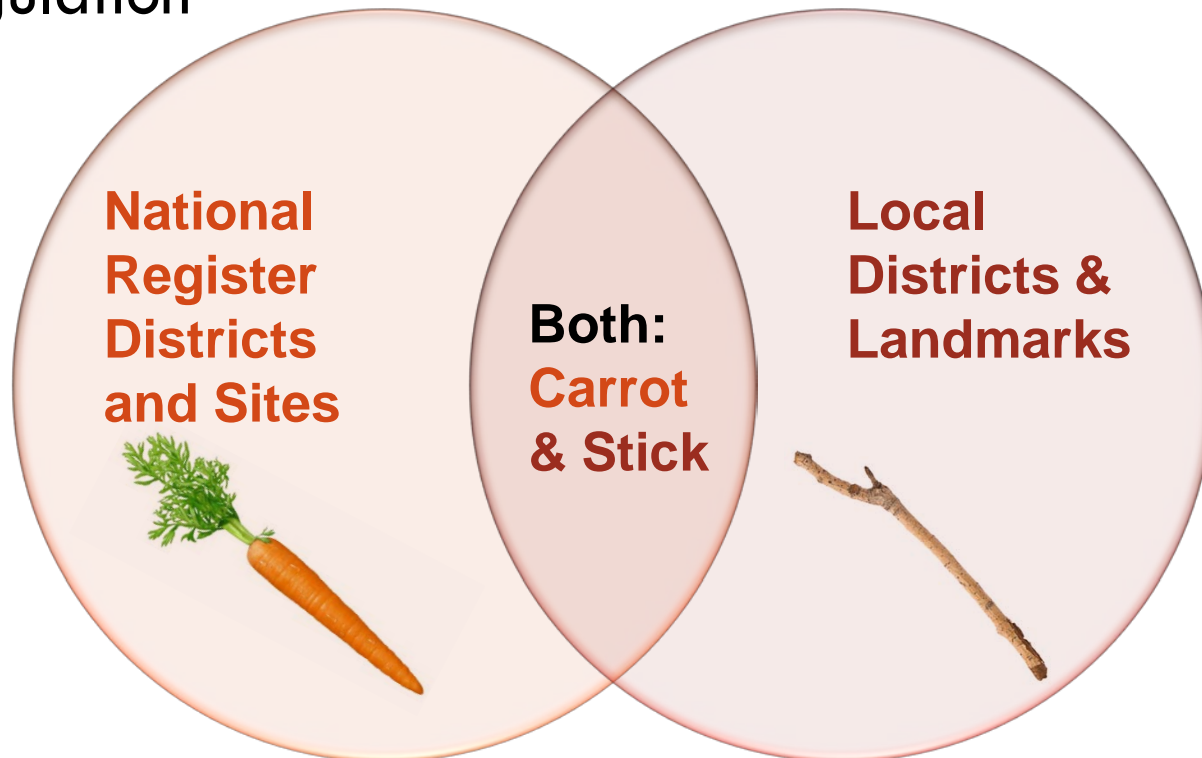 National
Register
Districts
and Sites
Both:
Carrot
& Stick
Local
Districts &
Landmarks